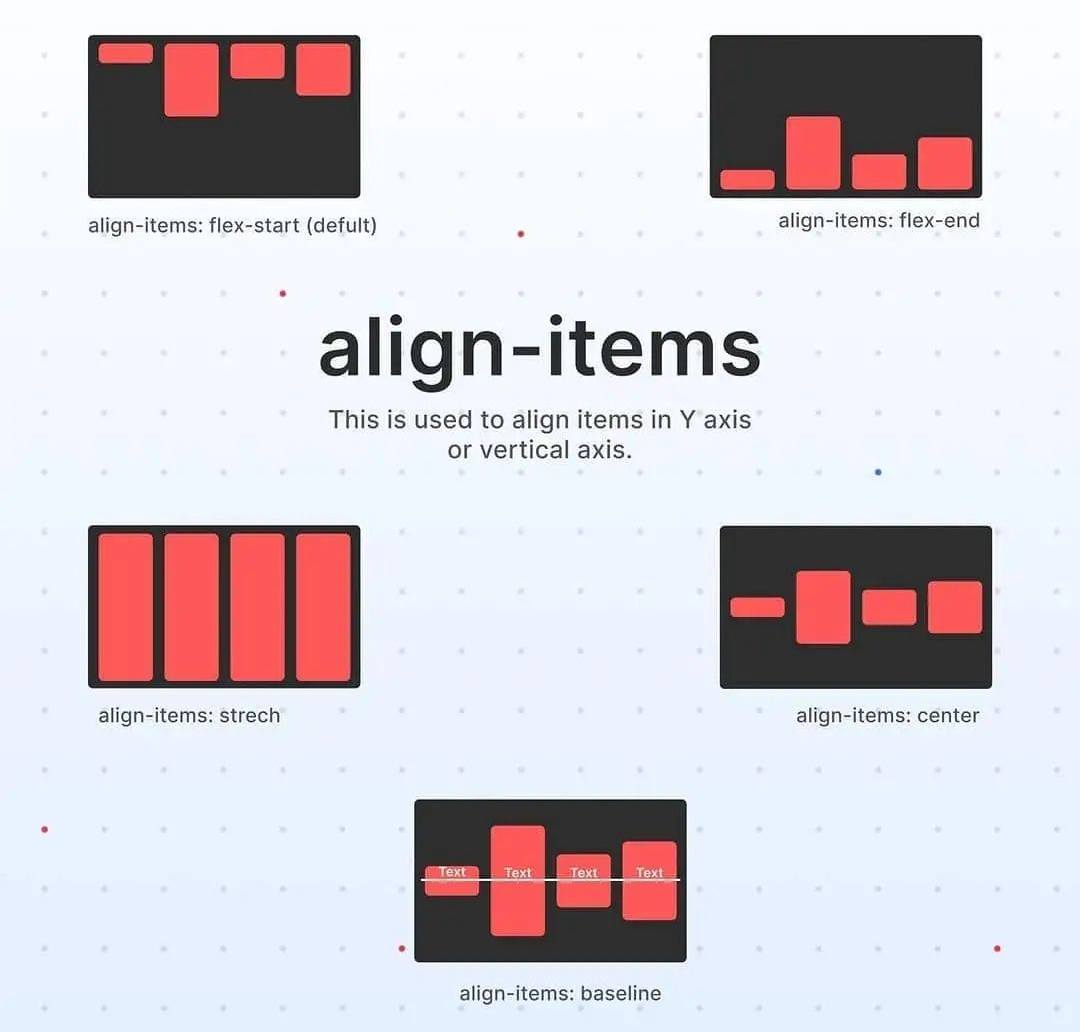 align-items: flex-start (defult)
align-items: flex-end
align-items
This is used to align items in Y axis
or vertical axis.
align-items: strech
align-items: center
Text Text Text Text
align-items: baseline